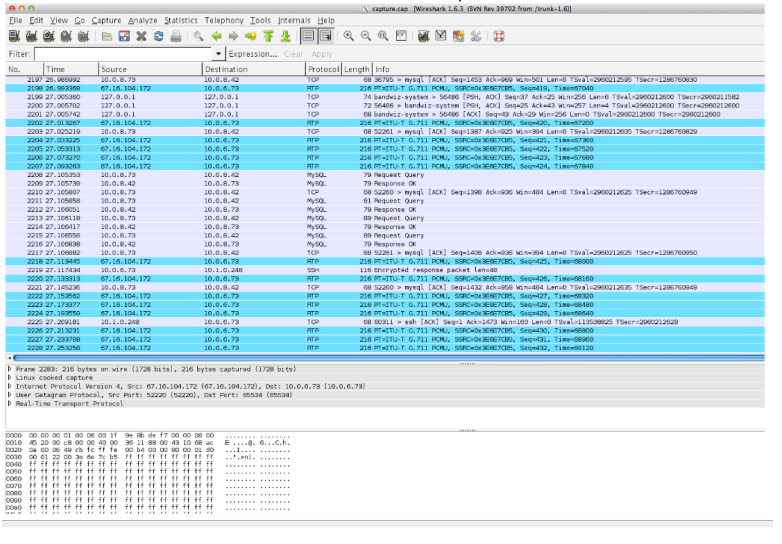 capture.cap [Wireshark 1.6.3 (SVN Rev 39702 from /trunk-1.6)]
File Edit View Go Capture Analyze Statistics Telephony Tools Internals Help
Filter: Expression... Clear Apply
No. Time Source Destination Protocol Length Info
2197 26.986992 10.0.8.73 10.0.8.42 TCP 68 36795 > mysql [ACK] Seq=1453 Ack=969 Win=501 Len=0 TSval=2960212595 TSecr=1286760830
2198 26.993368 67.16.104.172 10.0.6.73 RTP 216 PT=ITU-T G.711 PCMU, SSRC=0x3E6E7CB5, Seq=419, Time=67040
2199 27.005360 127.0.0.1 127.0.0.1 TCP 74 bandwiz-system > 56486 [PSH, ACK] Seq=37 Ack=25 Win=256 Len=6 TSval=2960212600 TSecr=2960211582
2200 27.005702 127.0.0.1 127.0.0.1 TCP 72 56486 > bandwiz-system [PSH, ACK] Seq=25 Ack=43 Win=257 Len=4 TSval=2960212600 TSecr=2960212600
2201 27.005742 127.0.0.1 127.0.0.1 TCP 68 bandwiz-system > 56486 [ACK] Seq=43 Ack=29 Win=256 Len=0 TSval=2960212600 TSecr=2960212600
2202 27.013267 67.16.104.172 10.0.6.73 RTP 216 PT=ITU-T G.711 PCMU, SSRC=0x3E6E7CB5, Seq=420, Time=67200
2203 27.025219 10.0.8.73 10.0.8.42 TCP 68 52261 > mysql [ACK] Seq=1387 Ack=925 Win=394 Len=0 TSval=2960212605 TSecr=1286760829
2204 27.033225 67.16.104.172 10.0.6.73 RTP 216 PT=ITU-T G.711 PCMU, SSRC=0x3E6E7CB5, Seq=421, Time=67360
2205 27.053313 67.16.104.172 10.0.6.73 RTP 216 PT=ITU-T G.711 PCMU, SSRC=0x3E6E7CB5, Seq=422, Time=67520
2206 27.073270 67.16.104.172 10.0.6.73 RTP 216 PT=ITU-T G.711 PCMU, SSRC=0x3E6E7CB5, Seq=423, Time=67680
2207 27.093263 67.16.104.172 10.0.6.73 RTP 216 PT=ITU-T G.711 PCMU, SSRC=0x3E6E7CB5, Seq=424, Time=67840
2208 27.105353 10.0.8.73 10.0.8.42 MySQL 79 Request Query
2209 27.105739 10.0.8.42 10.0.8.73 MySQL 79 Response OK
2210 27.105807 10.0.8.73 10.0.8.42 TCP 68 52260 > mysql [ACK] Seq=1398 Ack=936 Win=484 Len=0 TSval=2960212625 TSecr=1286760949
2211 27.105858 10.0.8.73 10.0.8.42 MySQL 81 Request Query
2212 27.106051 10.0.8.42 10.0.8.73 MySQL 79 Response OK
2213 27.106118 10.0.8.73 10.0.8.42 MySQL 89 Request Query
2214 27.106417 10.0.8.42 10.0.8.73 MySQL 79 Response OK
2215 27.106556 10.0.8.73 10.0.8.42 MySQL 89 Request Query
2216 27.106838 10.0.8.42 10.0.8.73 MySQL 79 Response OK
2217 27.106882 10.0.8.73 10.0.8.42 TCP 68 52261 > mysql [ACK] Seq=1408 Ack=936 Win=394 Len=0 TSval=2960212625 TSecr=1286760950
2218 27.113445 67.16.104.172 10.0.6.73 RTP 216 PT=ITU-T G.711 PCMU, SSRC=0x3E6E7CB5, Seq=425, Time=68000
2219 27.117434 10.0.6.73 10.1.0.248 SSH 116 Encrypted response packet len=48
2220 27.133313 67.16.104.172 10.0.6.73 RTP 216 PT=ITU-T G.711 PCMU, SSRC=0x3E6E7CB5, Seq=426, Time=68160
2221 27.145236 10.0.8.73 10.0.8.42 TCP 68 52260 > mysql [ACK] Seq=1432 Ack=958 Win=484 Len=0 TSval=2960212635 TSecr=1286760949
2222 27.153562 67.16.104.172 10.0.6.73 RTP 216 PT=ITU-T G.711 PCMU, SSRC=0x3E6E7CB5, Seq=427, Time=68320
2223 27.173377 67.16.104.172 10.0.6.73 RTP 216 PT=ITU-T G.711 PCMU, SSRC=0x3E6E7CB5, Seq=428, Time=68480
2224 27.193559 67.16.104.172 10.0.6.73 RTP 216 PT=ITU-T G.711 PCMU, SSRC=0x3E6E7CB5, Seq=429, Time=68640
2225 27.209181 10.1.0.248 10.0.6.73 TCP 68 60311 > ssh [ACK] Seq=1 Ack=1473 Win=160 Len=0 TSval=113538825 TSecr=2960212628
2226 27.213231 67.16.104.172 10.0.6.73 RTP 216 PT=ITU-T G.711 PCMU, SSRC=0x3E6E7CB5, Seq=430, Time=68800
2227 27.233708 67.16.104.172 10.0.6.73 RTP 216 PT=ITU-T G.711 PCMU, SSRC=0x3E6E7CB5, Seq=431, Time=68960
2228 27.253258 67.16.104.172 10.0.6.73 RTP 216 PT=ITU-T G.711 PCMU, SSRC=0x3E6E7CB5, Seq=432, Time=69120
Frame 2283: 216 bytes on wire (1728 bits), 216 bytes captured (1728 bits)
Linux cooked capture
Internet Protocol Version 4, Src: 67.16.104.172 (67.16.104.172), Dst: 10.0.6.73 (10.0.6.73)
User Datagram Protocol, Src Port: 52220 (52220), Dst Port: 65534 (65534)
Real-Time Transport Protocol
0000 00 00 00 01 00 06 00 1f 9e 8b de f7 00 00 08 00 ........ ........
0010 45 20 00 c8 00 00 40 00 36 11 88 00 43 10 68 ac E ....@. 6...C.h.
0020 0a 00 06 49 cb fc ff fe 00 b4 00 00 80 00 01 d0 ...I.... ........
0030 00 01 22 00 3e 6e 7c b5 ff ff ff ff ff ff ff ff ..".>n|. ........
0040 ff ff ff ff ff ff ff ff ff ff ff ff ff ff ff ff ........ ........
0050 ff ff ff ff ff ff ff ff ff ff ff ff ff ff ff ff ........ ........
0060 ff ff ff ff ff ff ff ff ff ff ff ff ff ff ff ff ........ ........
0070 ff ff ff ff ff ff ff ff ff ff ff ff ff ff ff ff ........ ........
0080 ff ff ff ff ff ff ff ff ff ff ff ff ff ff ff ff ........ ........
0090 ff ff ff ff ff ff ff ff ff ff ff ff ff ff ff ff ........ ........
00a0 ff ff ff ff ff ff ff ff ff ff ff ff ff ff ff ff ........ ........